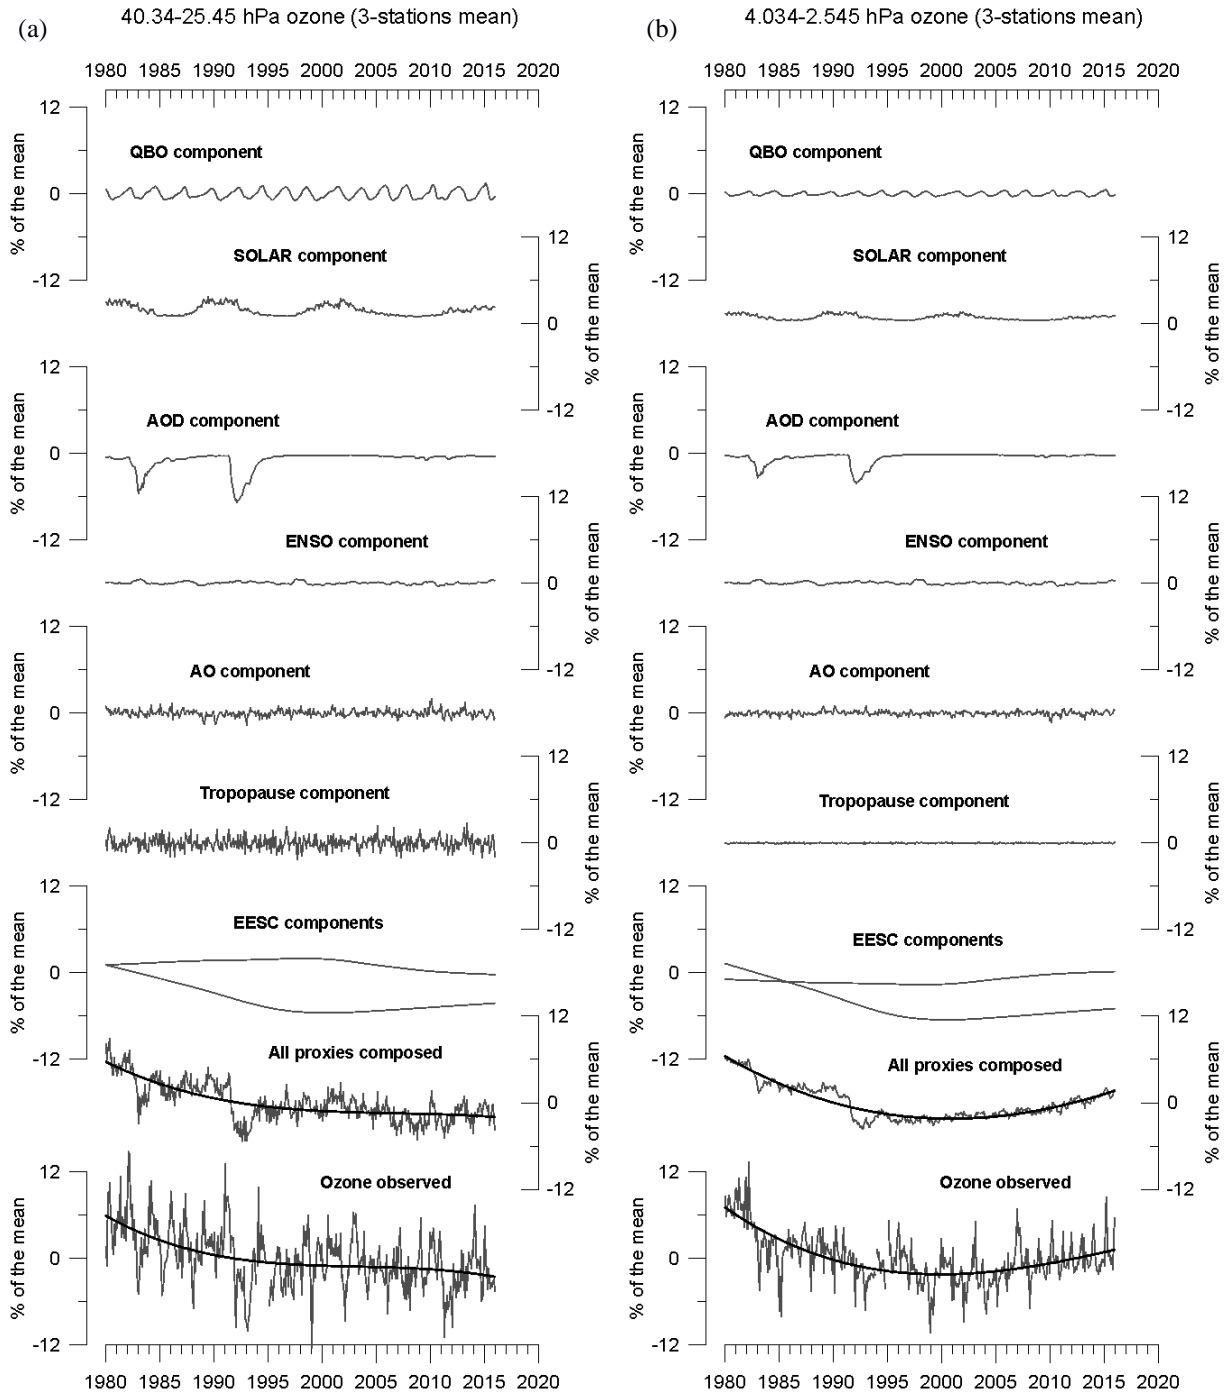 (a)
40.34-25.45 hPa ozone (3-stations mean)
1980 1985 1990 1995 2000 2005 2010 2015 2020
12
0
-12
% of the mean
QBO component
12
0
-12
% of the mean
SOLAR component
12
0
-12
% of the mean
AOD component
12
0
-12
% of the mean
ENSO component
12
0
-12
% of the mean
AO component
12
0
-12
% of the mean
Tropopause component
12
0
-12
% of the mean
EESC components
12
0
-12
% of the mean
All proxies composed
12
0
-12
% of the mean
Ozone observed
1980 1985 1990 1995 2000 2005 2010 2015 2020
(b)
4.034-2.545 hPa ozone (3-stations mean)
1980 1985 1990 1995 2000 2005 2010 2015 2020
12
0
-12
% of the mean
QBO component
12
0
-12
% of the mean
SOLAR component
12
0
-12
% of the mean
AOD component
12
0
-12
% of the mean
ENSO component
12
0
-12
% of the mean
AO component
12
0
-12
% of the mean
Tropopause component
12
0
-12
% of the mean
EESC components
12
0
-12
% of the mean
All proxies composed
12
0
-12
% of the mean
Ozone observed
1980 1985 1990 1995 2000 2005 2010 2015 2020